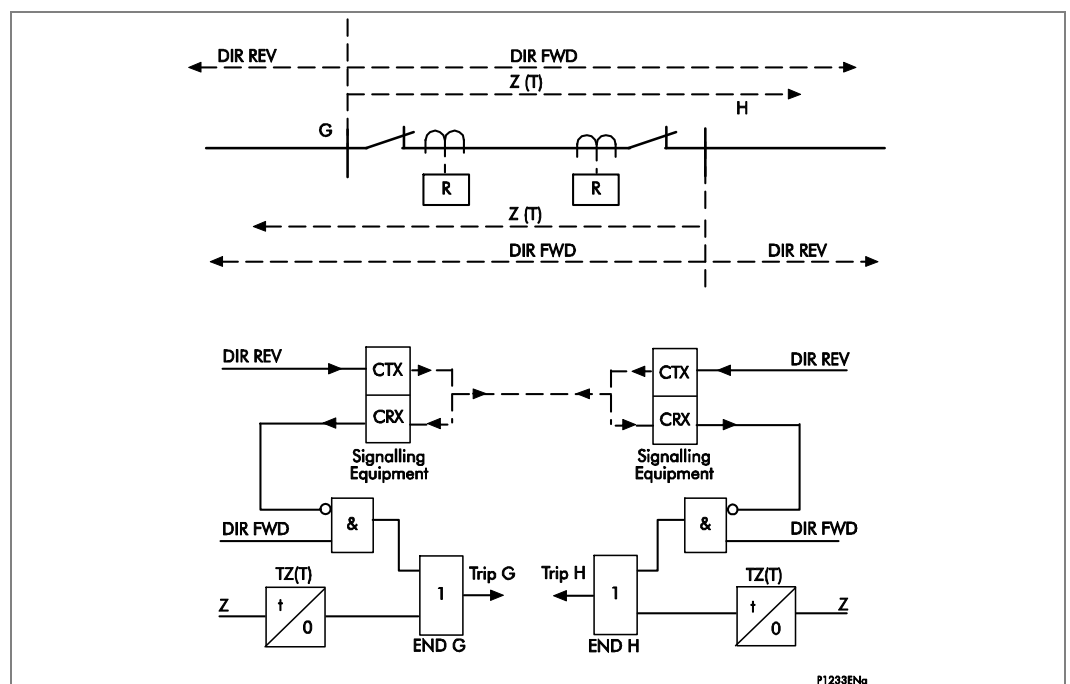 DIR REV DIR FWD
Z (T)
H
G
R R
Z (T)
DIR FWD DIR REV
DIR REV CTX CTX DIR REV
CRX CRX
Signalling Signalling
Equipment Equipment
& &
DIR FWD DIR FWD
TZ(T) Trip G Trip H TZ(T)
Z t 1 1 t Z
0 0
END G END H
P1233ENa